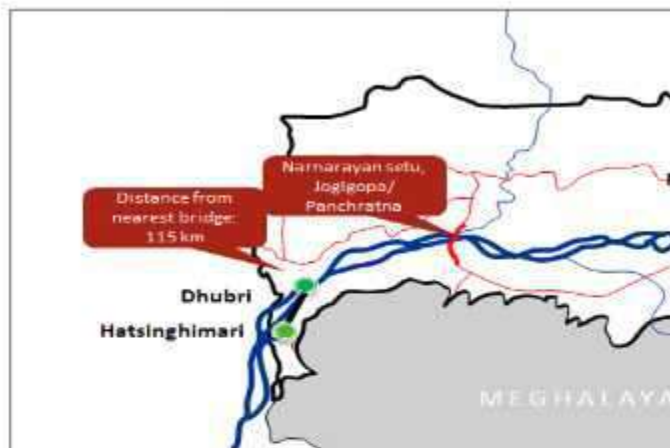 Narnarayan setu,
Jogigopa/
Panchratna
Distance from
nearest bridge:
115 km
Dhubri
Hatsinghimari
MEGHALAYA